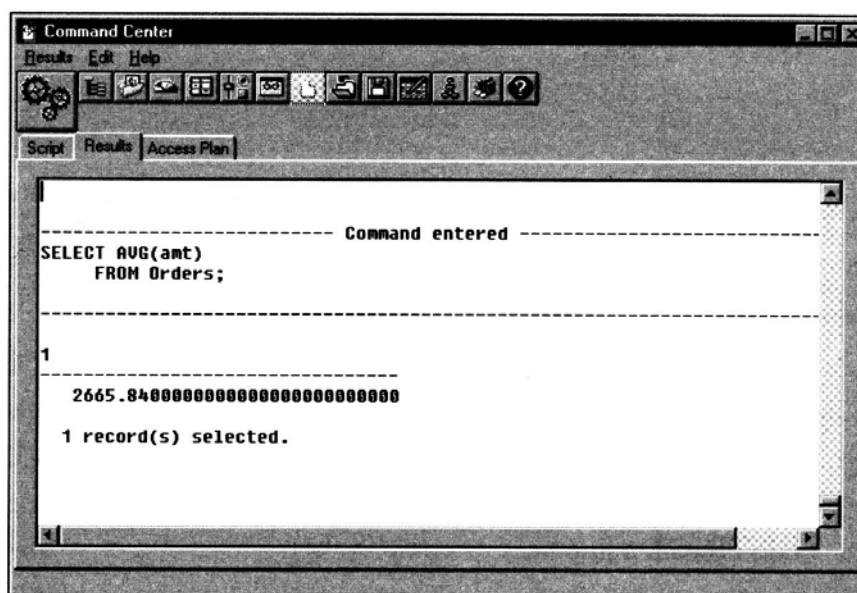 Command Center
Results Edit Help
Script Results Access Plan
---------------------------- Command entered ----------------------------
SELECT AVG(amt)
     FROM Orders;
---------------------------------------------------------------------------
1
----------------------------------
   2665.84000000000000000000000000
  1 record(s) selected.